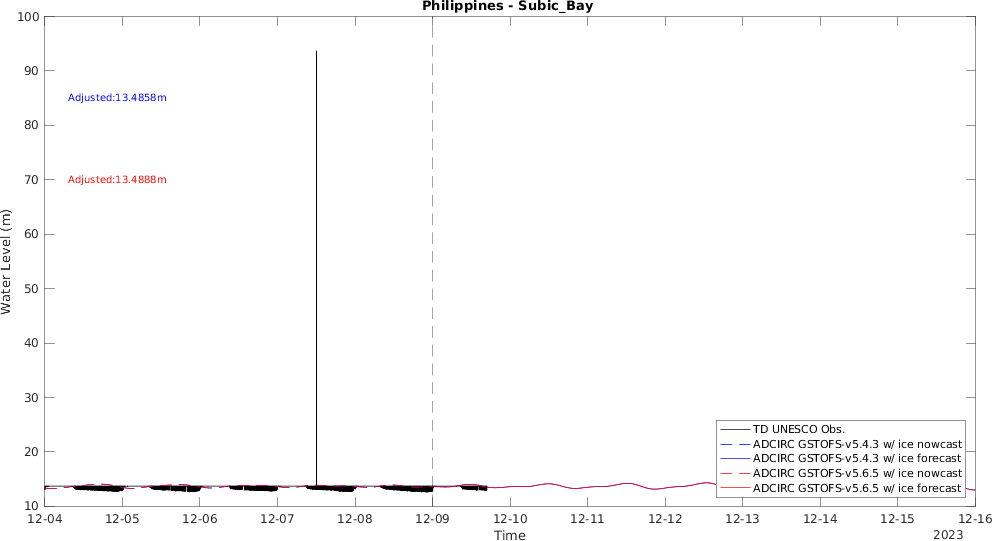 Philippines - Subic_Bay
100
90
80
70
60
50
40
30
20
10
Water Level (m)
Adjusted:13.4858m
Adjusted:13.4888m
TD UNESCO Obs.
ADCIRC GSTOFS-v5.4.3 w/ ice nowcast
ADCIRC GSTOFS-v5.4.3 w/ ice forecast
ADCIRC GSTOFS-v5.6.5 w/ ice nowcast
ADCIRC GSTOFS-v5.6.5 w/ ice forecast
12-04 12-05 12-06 12-07 12-08 12-09 12-10 12-11 12-12 12-13 12-14 12-15 12-16
Time
2023